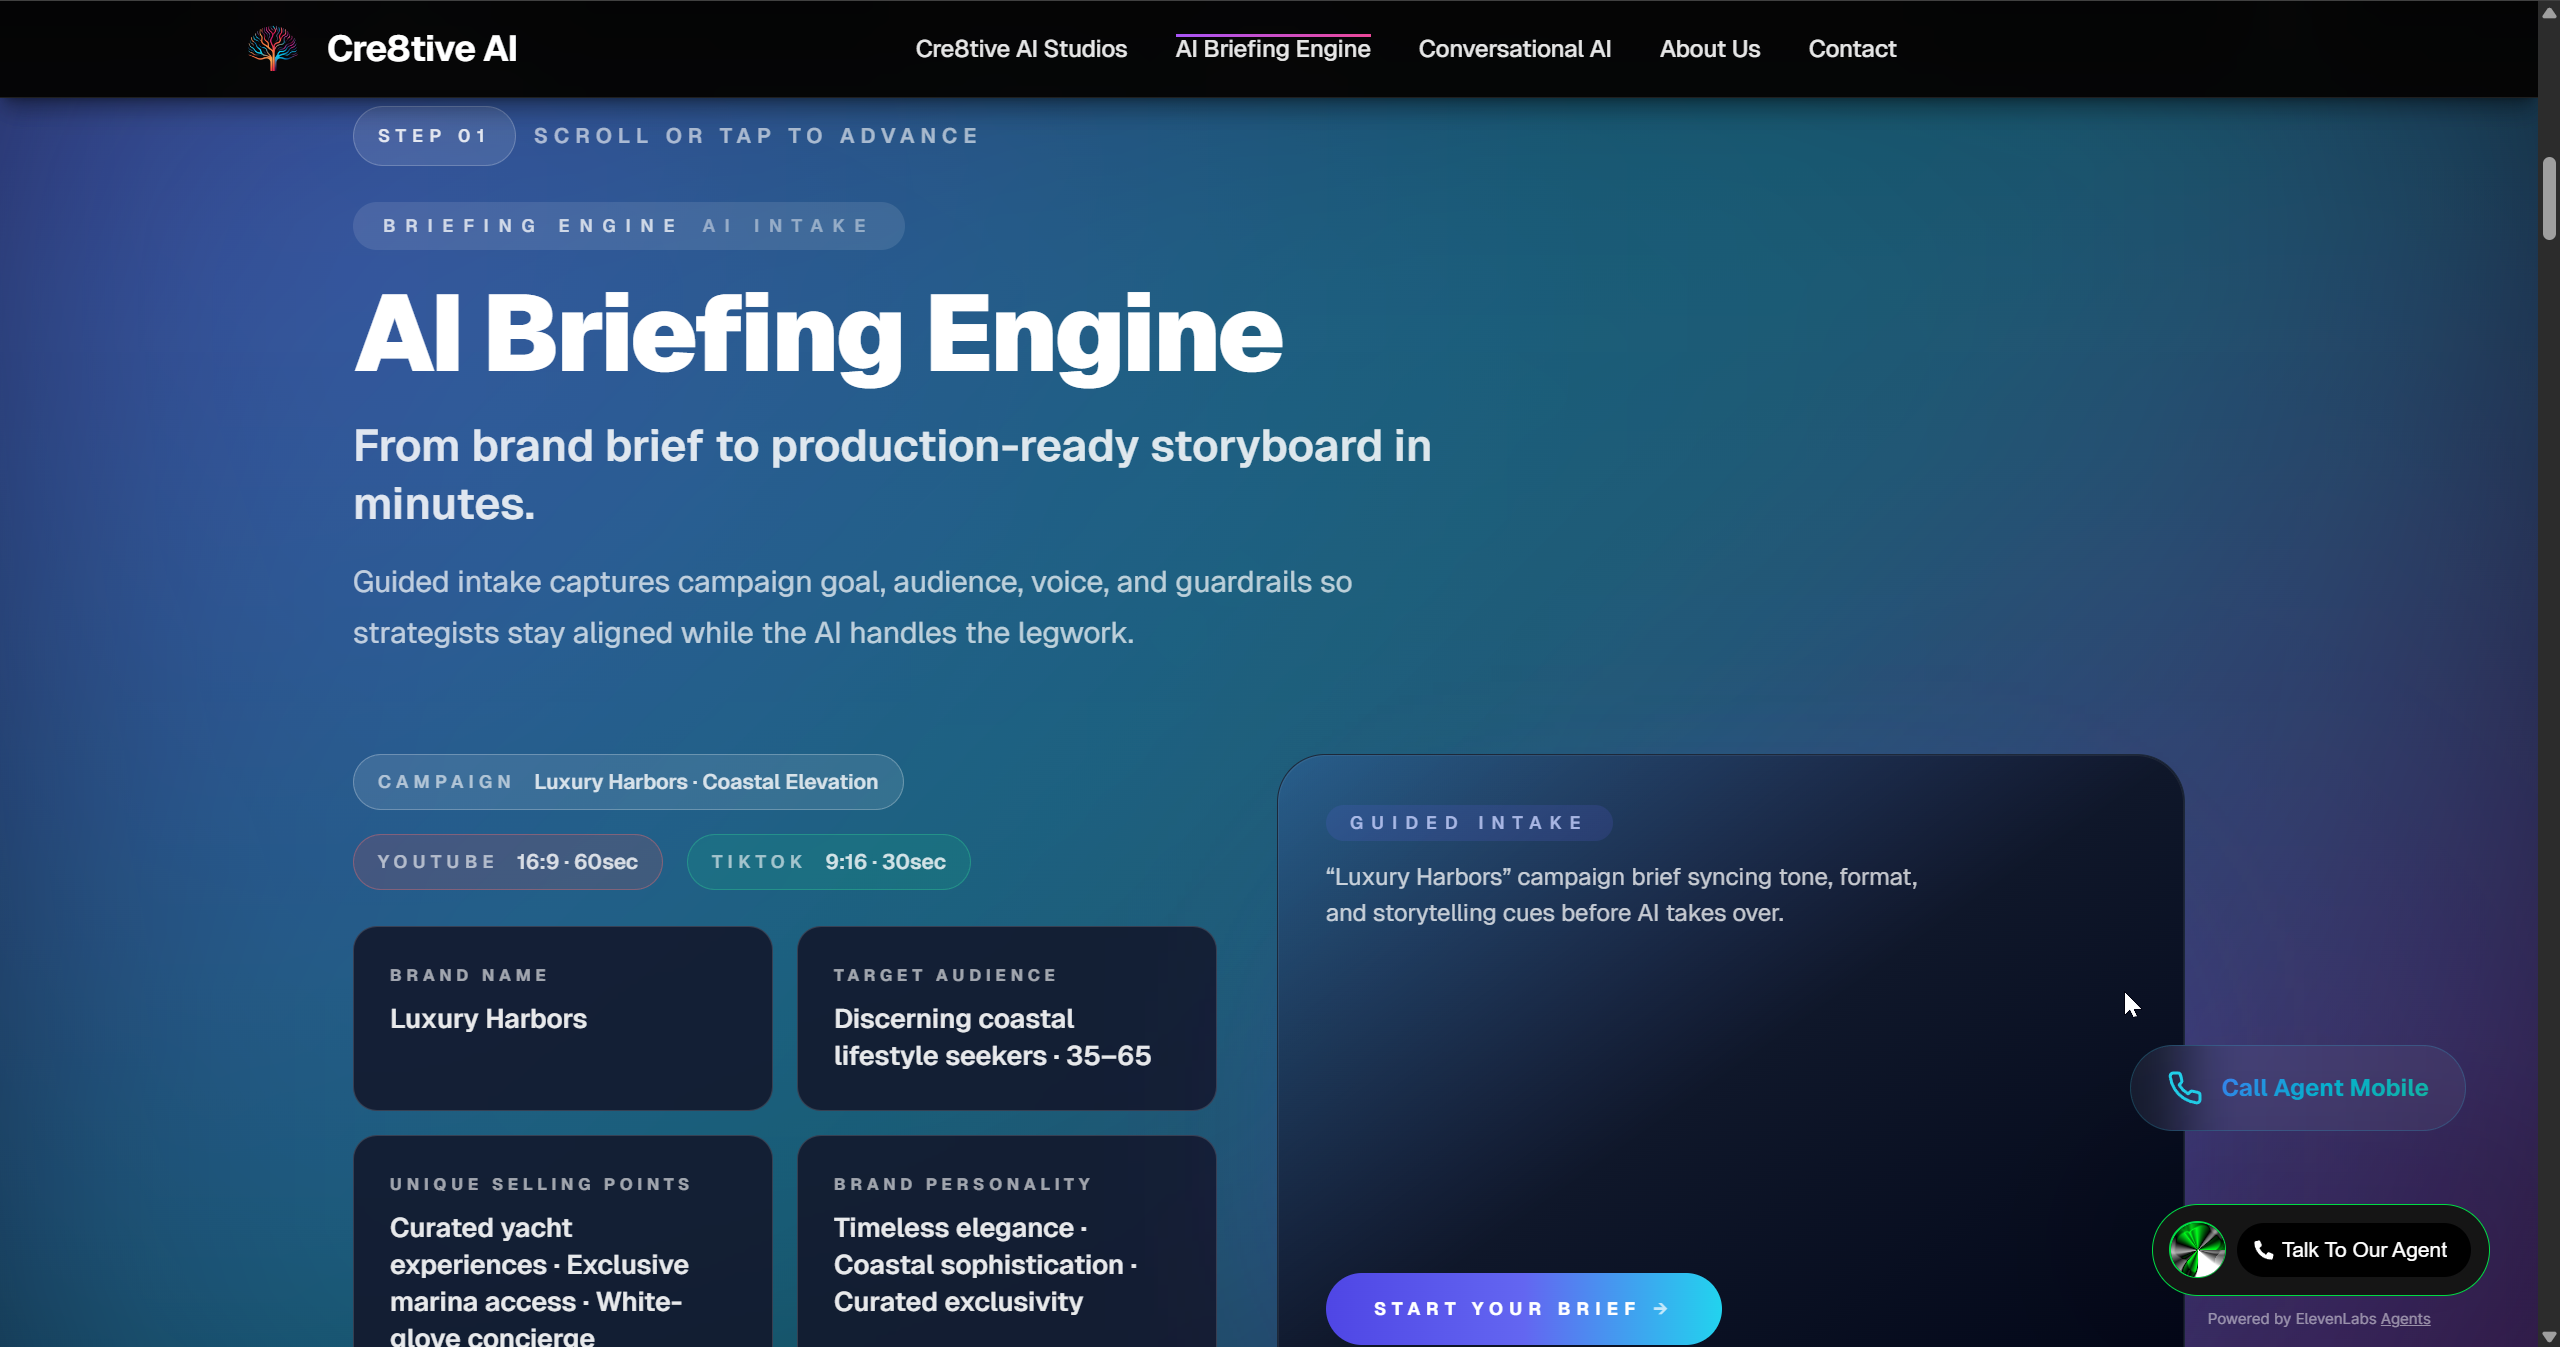 Cre8tive AI
Cre8tive AI Studios
AI Briefing Engine
Conversational AI
About Us
Contact
STEP 01
SCROLL OR TAP TO ADVANCE
BRIEFING ENGINE AI INTAKE
AI Briefing Engine
From brand brief to production-ready storyboard in
minutes.
Guided intake captures campaign goal, audience, voice, and guardrails so
strategists stay aligned while the AI handles the legwork.
CAMPAIGN Luxury Harbors · Coastal Elevation
YOUTUBE 16:9 · 60sec
TIKTOK 9:16 · 30sec
BRAND NAME
Luxury Harbors
TARGET AUDIENCE
Discerning coastal
lifestyle seekers · 35–65
UNIQUE SELLING POINTS
Curated yacht
experiences · Exclusive
marina access · White-
glove concierge
BRAND PERSONALITY
Timeless elegance ·
Coastal sophistication ·
Curated exclusivity
GUIDED INTAKE
“Luxury Harbors” campaign brief syncing tone, format,
and storytelling cues before AI takes over.
START YOUR BRIEF →
Call Agent Mobile
Talk To Our Agent
Powered by ElevenLabs Agents